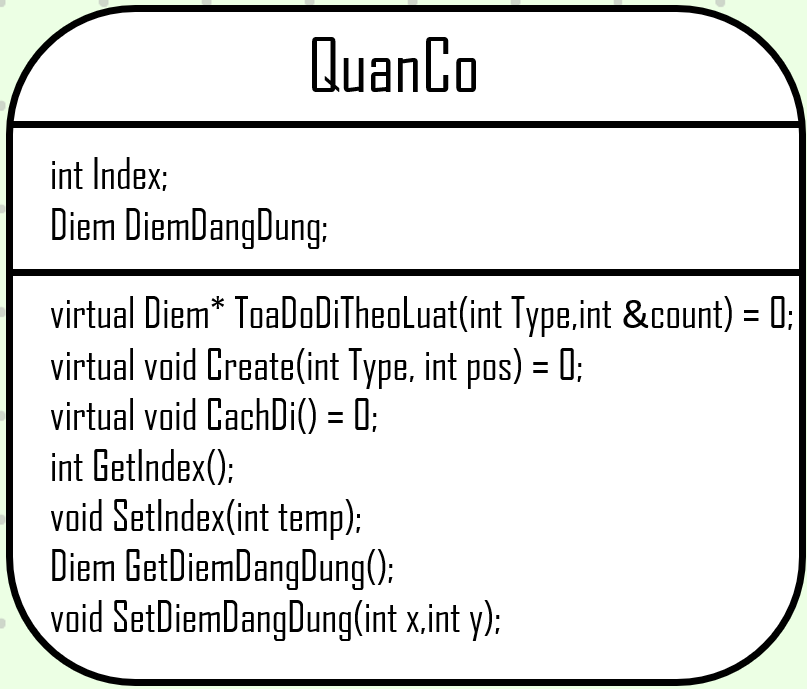 QuanCo
int Index;
Diem DiemDangDung;
virtual Diem* ToaDoDiTheoLuat(int Type,int &count) = 0;
virtual void Create(int Type, int pos) = 0;
virtual void CachDi() = 0;
int GetIndex();
void SetIndex(int temp);
Diem GetDiemDangDung();
void SetDiemDangDung(int x,int y);